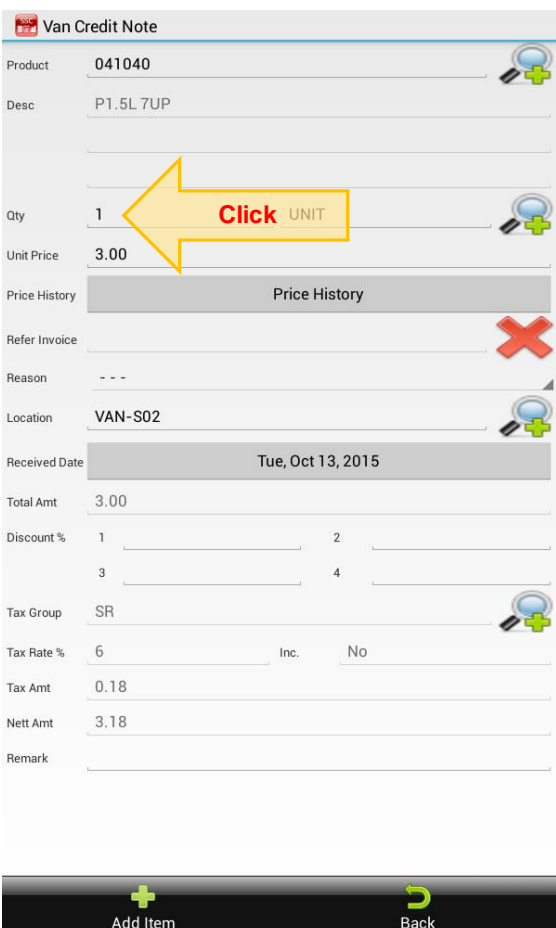 SSC Van Credit Note
Product 041040
Desc P1.5L 7UP
Qty 1 Click UNIT
Unit Price 3.00
Price History Price History
Refer Invoice
Reason ---
Location VAN-S02
Received Date Tue, Oct 13, 2015
Total Amt 3.00
Discount % 1 2
3 4
Tax Group SR
Tax Rate % 6 Inc. No
Tax Amt 0.18
Nett Amt 3.18
Remark
Add Item Back